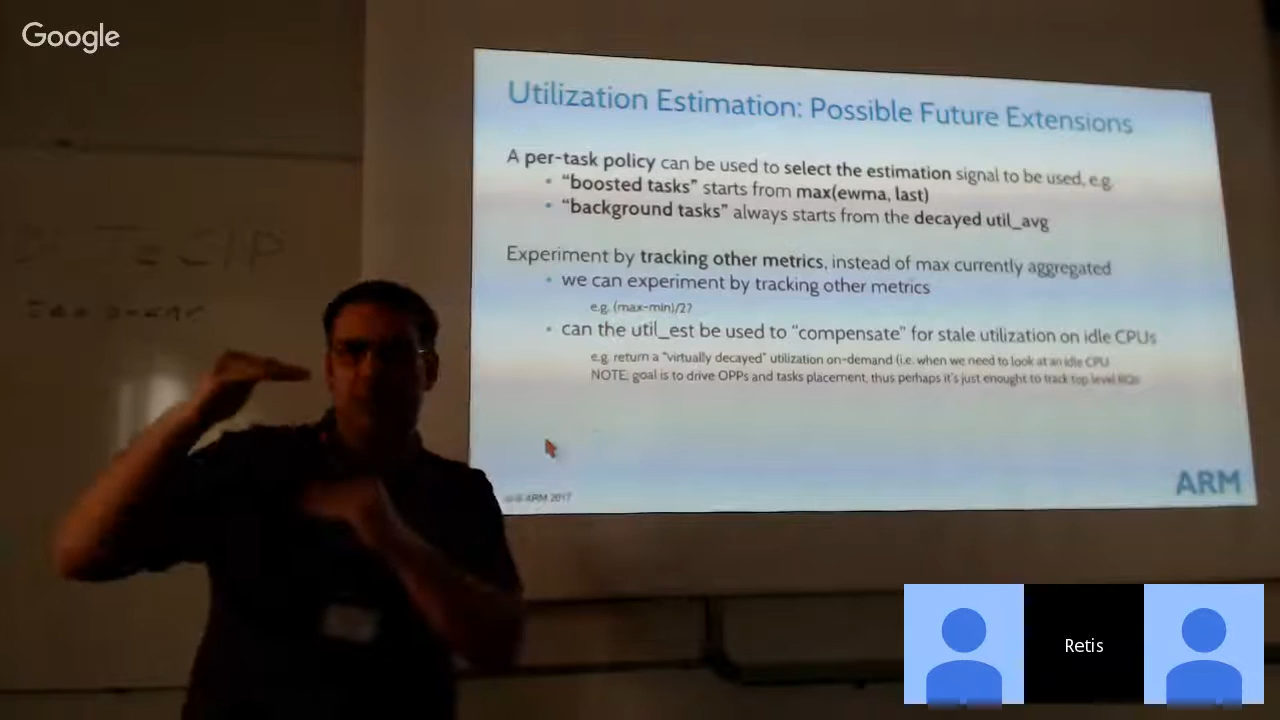 Google
Utilization Estimation: Possible Future Extensions
A per-task policy can be used to select the estimation signal to be used, e.g.
• “boosted tasks” starts from max(ewma, last)
• “background tasks” always starts from the decayed util_avg
Experiment by tracking other metrics, instead of max currently aggregated
• we can experiment by tracking other metrics
e.g. (max-min)/2?
• can the util_est be used to “compensate” for stale utilization on idle CPUs
e.g. return a “virtually decayed” utilization on-demand (i.e. when we need to look at an idle CPU
NOTE: goal is to drive OPPs and tasks placement, thus perhaps it's just enought to track top level RQs
© ARM 2017
ARM
Retis